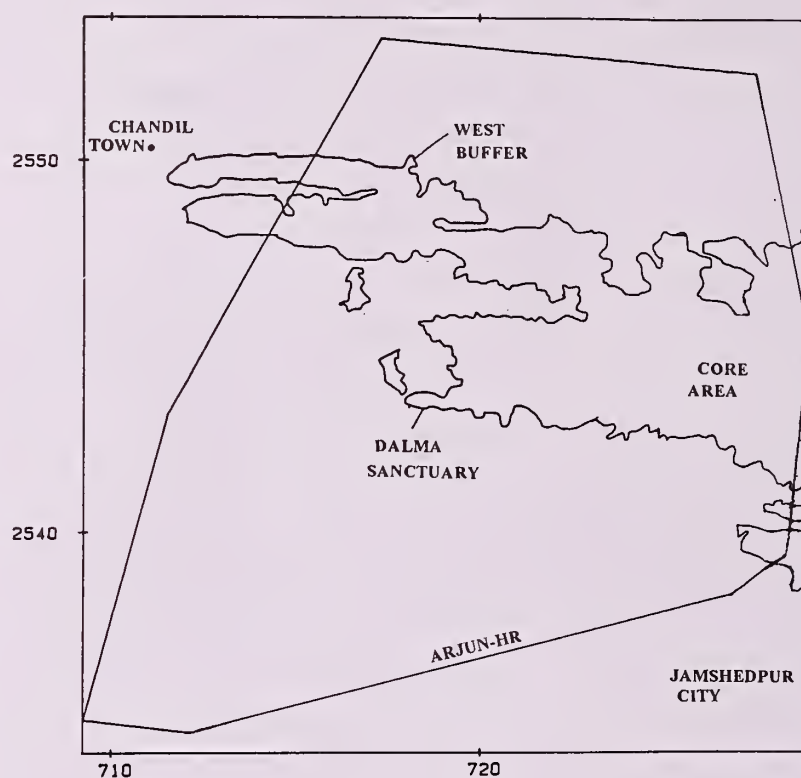 CHANDIL
TOWN
WEST
BUFFER
2550
CORE
AREA
DALMA
SANCTUARY
2540
ARJUN-HR
JAMSHEDPUR
CITY
710
720